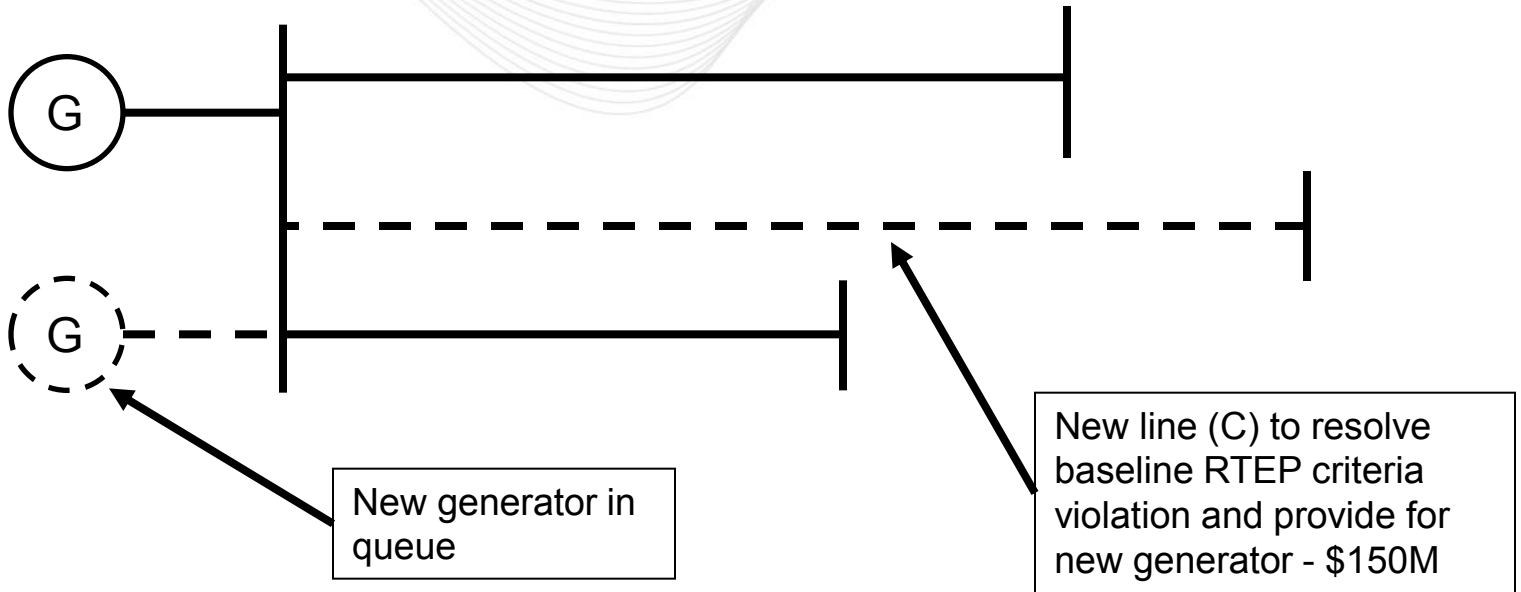 G
G
New generator in
queue
New line (C) to resolve
baseline RTEP criteria
violation and provide for
new generator - $150M